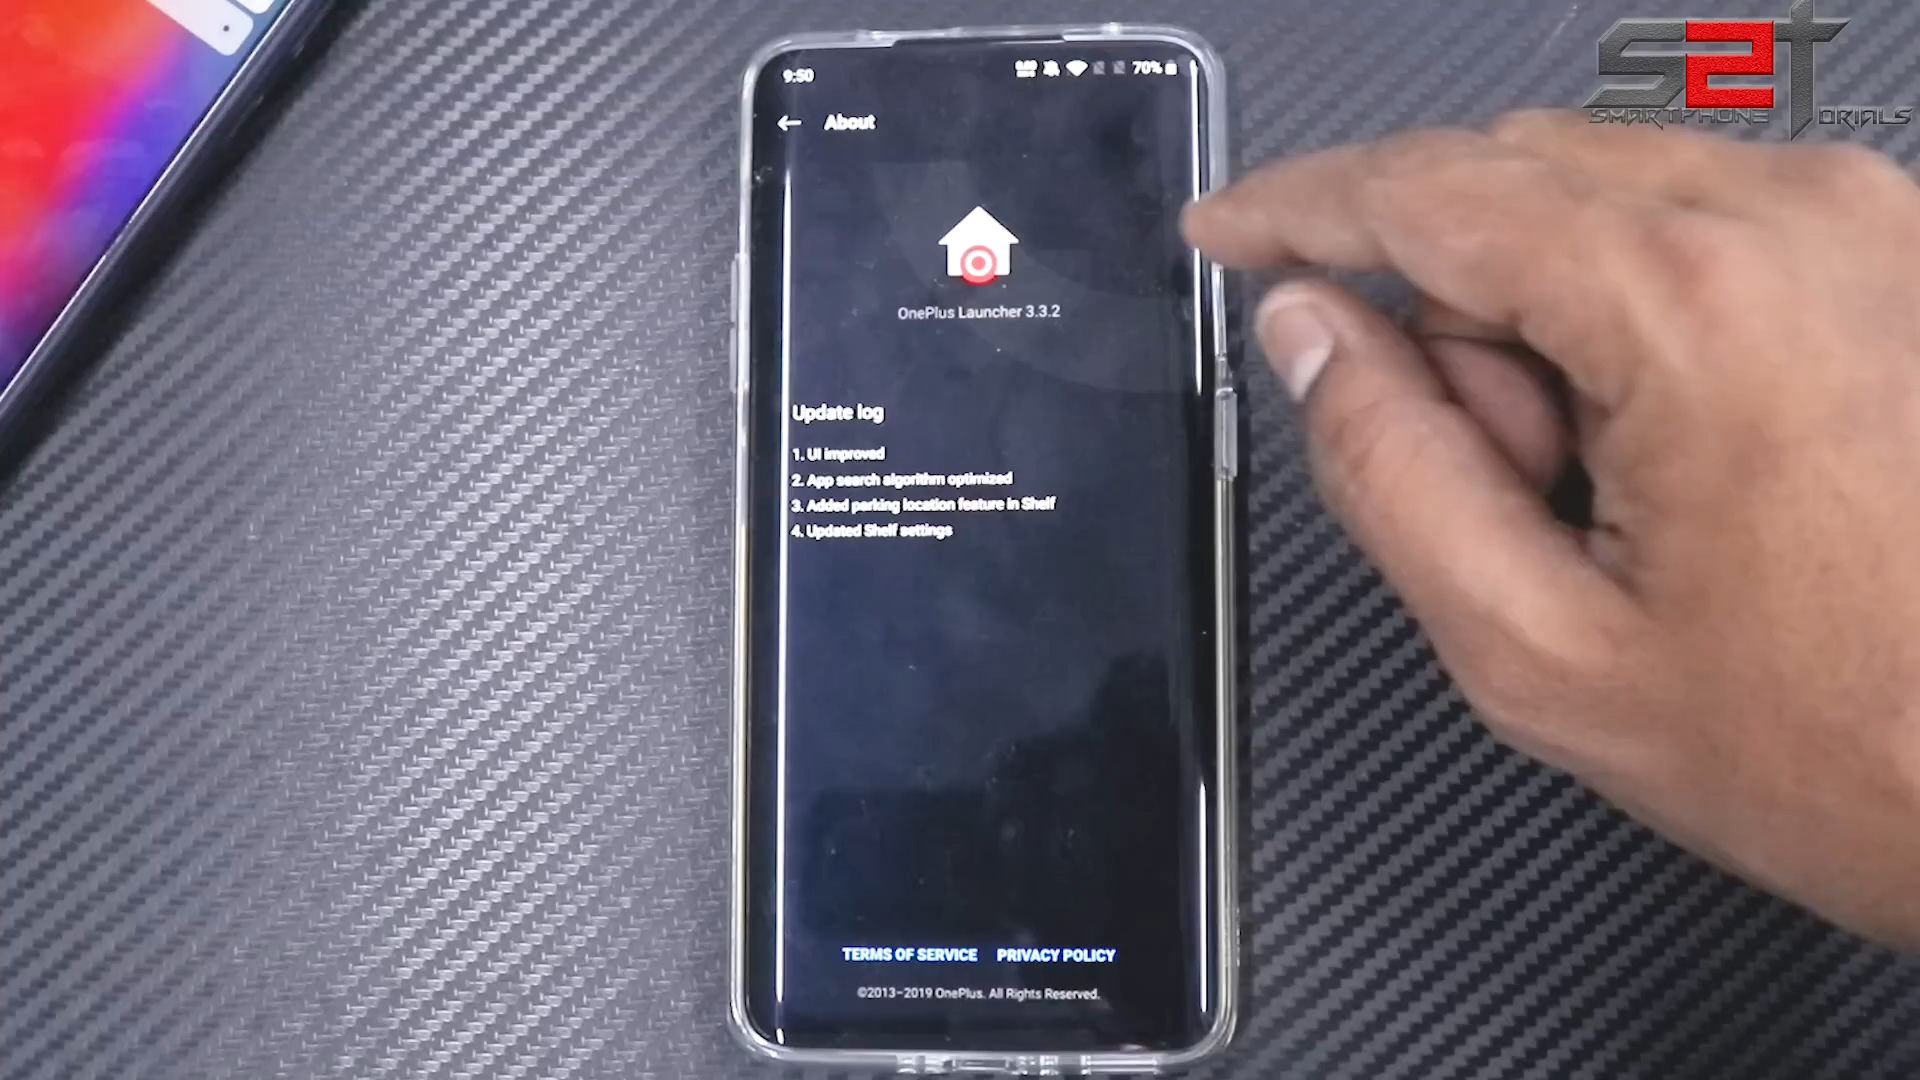 S2T
SMARTPHONE TORIALS
9:50
70%
About
OnePlus Launcher 3.3.2
Update log
1. UI improved
2. App search algorithm optimized
3. Added parking location feature in Shelf
4. Updated Shelf settings
TERMS OF SERVICE PRIVACY POLICY
©2013–2019 OnePlus. All Rights Reserved.